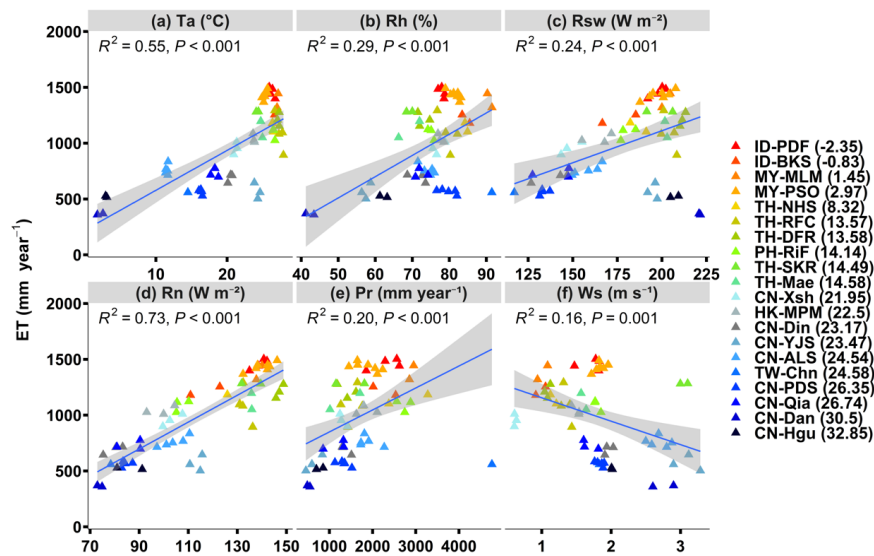 (a) Ta (°C)
(b) Rh (%)
(c) Rsw (W m⁻²)
R² = 0.55, P < 0.001
R² = 0.29, P < 0.001
R² = 0.24, P < 0.001
2000
1500
1000
500
0
10
20
40
50
60
70
80
90
125
150
175
200
225
(d) Rn (W m⁻²)
(e) Pr (mm year⁻¹)
(f) Ws (m s⁻¹)
R² = 0.73, P < 0.001
R² = 0.20, P < 0.001
R² = 0.16, P = 0.001
2000
1500
1000
500
0
70
90
110
130
150
1000
2000
3000
4000
1
2
3
ET (mm year⁻¹)
ID-PDF (-2.35)
ID-BKS (-0.83)
MY-MLM (1.45)
MY-PSO (2.97)
TH-NHS (8.32)
TH-RFC (13.57)
TH-DFR (13.58)
PH-RiF (14.14)
TH-SKR (14.49)
TH-Mae (14.58)
CN-Xsh (21.95)
HK-MPM (22.5)
CN-Din (23.17)
CN-YJS (23.47)
CN-ALS (24.54)
TW-Chn (24.58)
CN-PDS (26.35)
CN-Qia (26.74)
CN-Dan (30.5)
CN-Hgu (32.85)